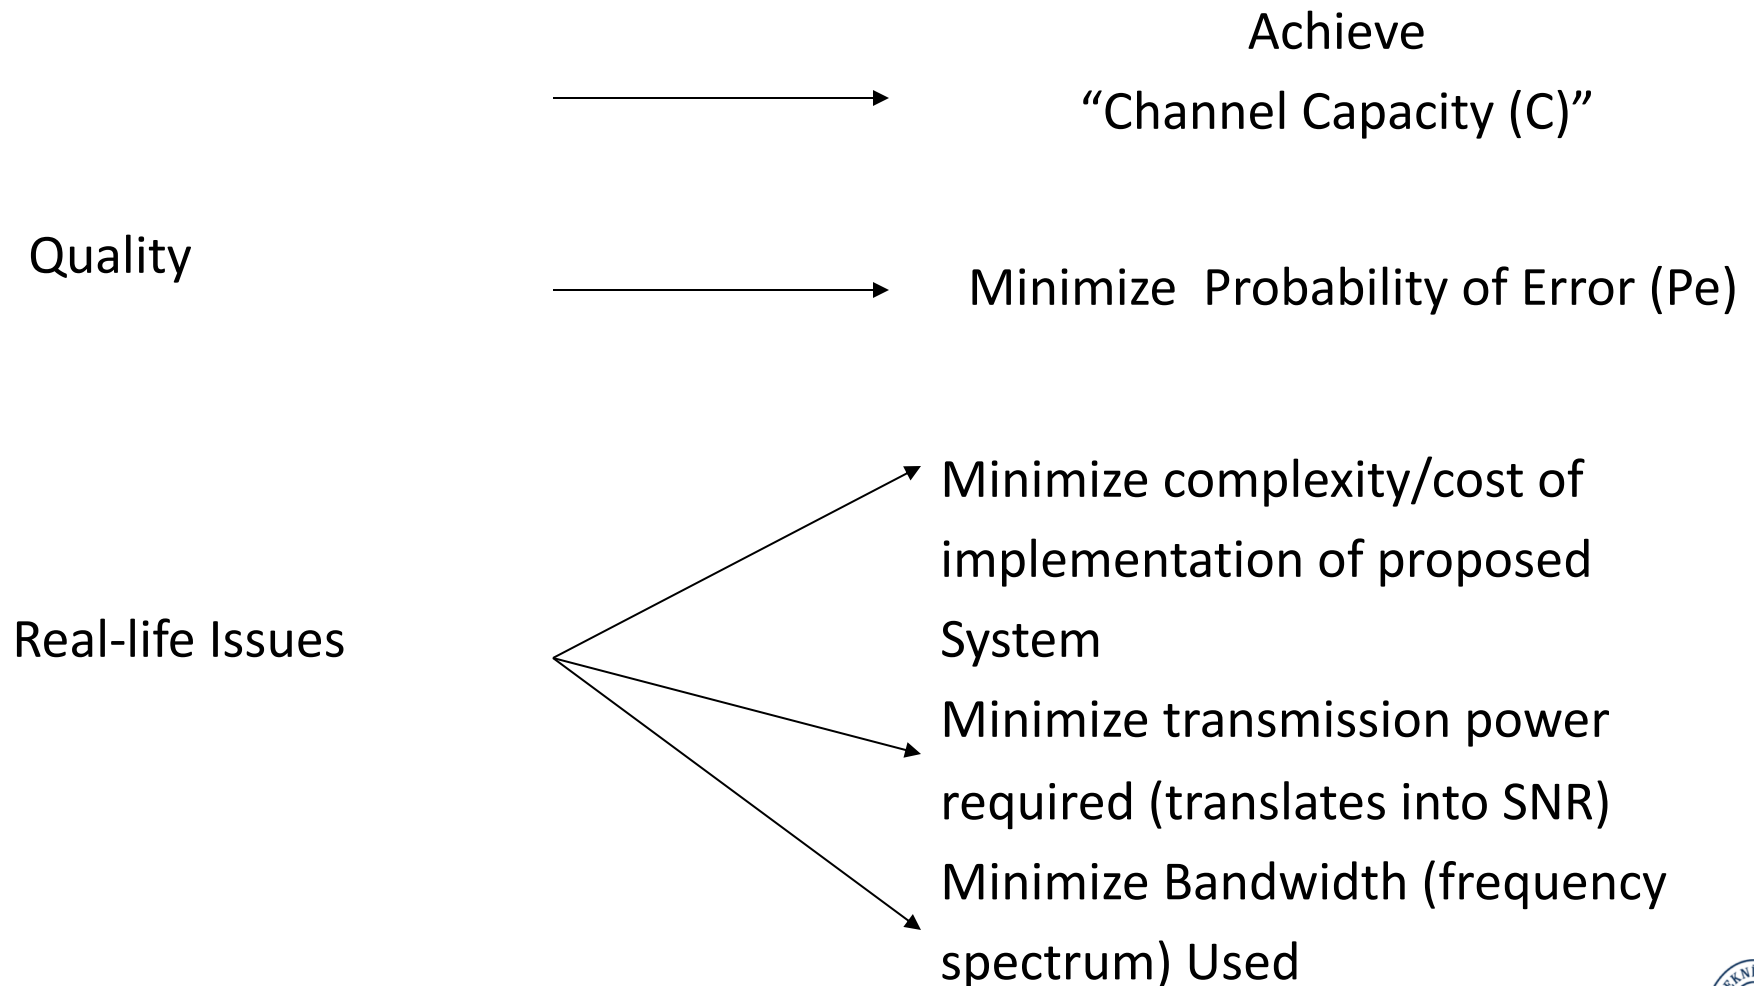 Achieve
“Channel Capacity (C)”
Quality
Minimize Probability of Error (Pe)
Minimize complexity/cost of
implementation of proposed
Real-life Issues
System
Minimize transmission power
required (translates into SNR)
Minimize Bandwidth (frequency
spectrum) Used